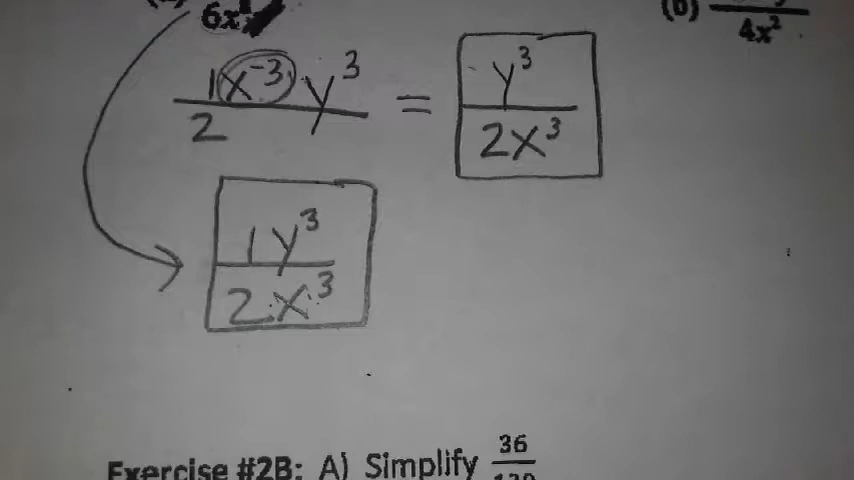 6x
(b) 4x²
1x⁻³y³/2 = y³/2x³
1y³/2x³
Exercise #2B: A) Simplify 36